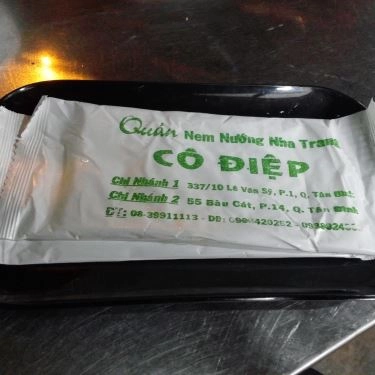 Quán Nem Nướng Nha Trang
CÔ ĐIỆP
Chi Nhánh 1 337/10 Lê Văn Sỹ, P.1, Q. Tân Bình
Chi Nhánh 2 55 Bàu Cát, P.14, Q. Tân Bình
ĐT: 08-39911113 - DĐ: